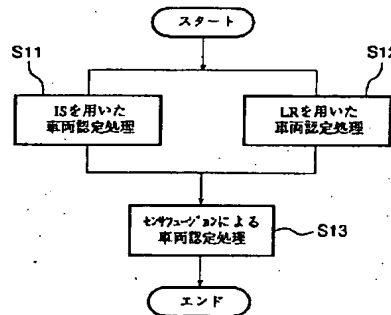 スタート
S11
S12
ISを用いた
車両認定処理
LRを用いた
車両認定処理
センサフュージョンによる
車両認定処理
S13
エンド